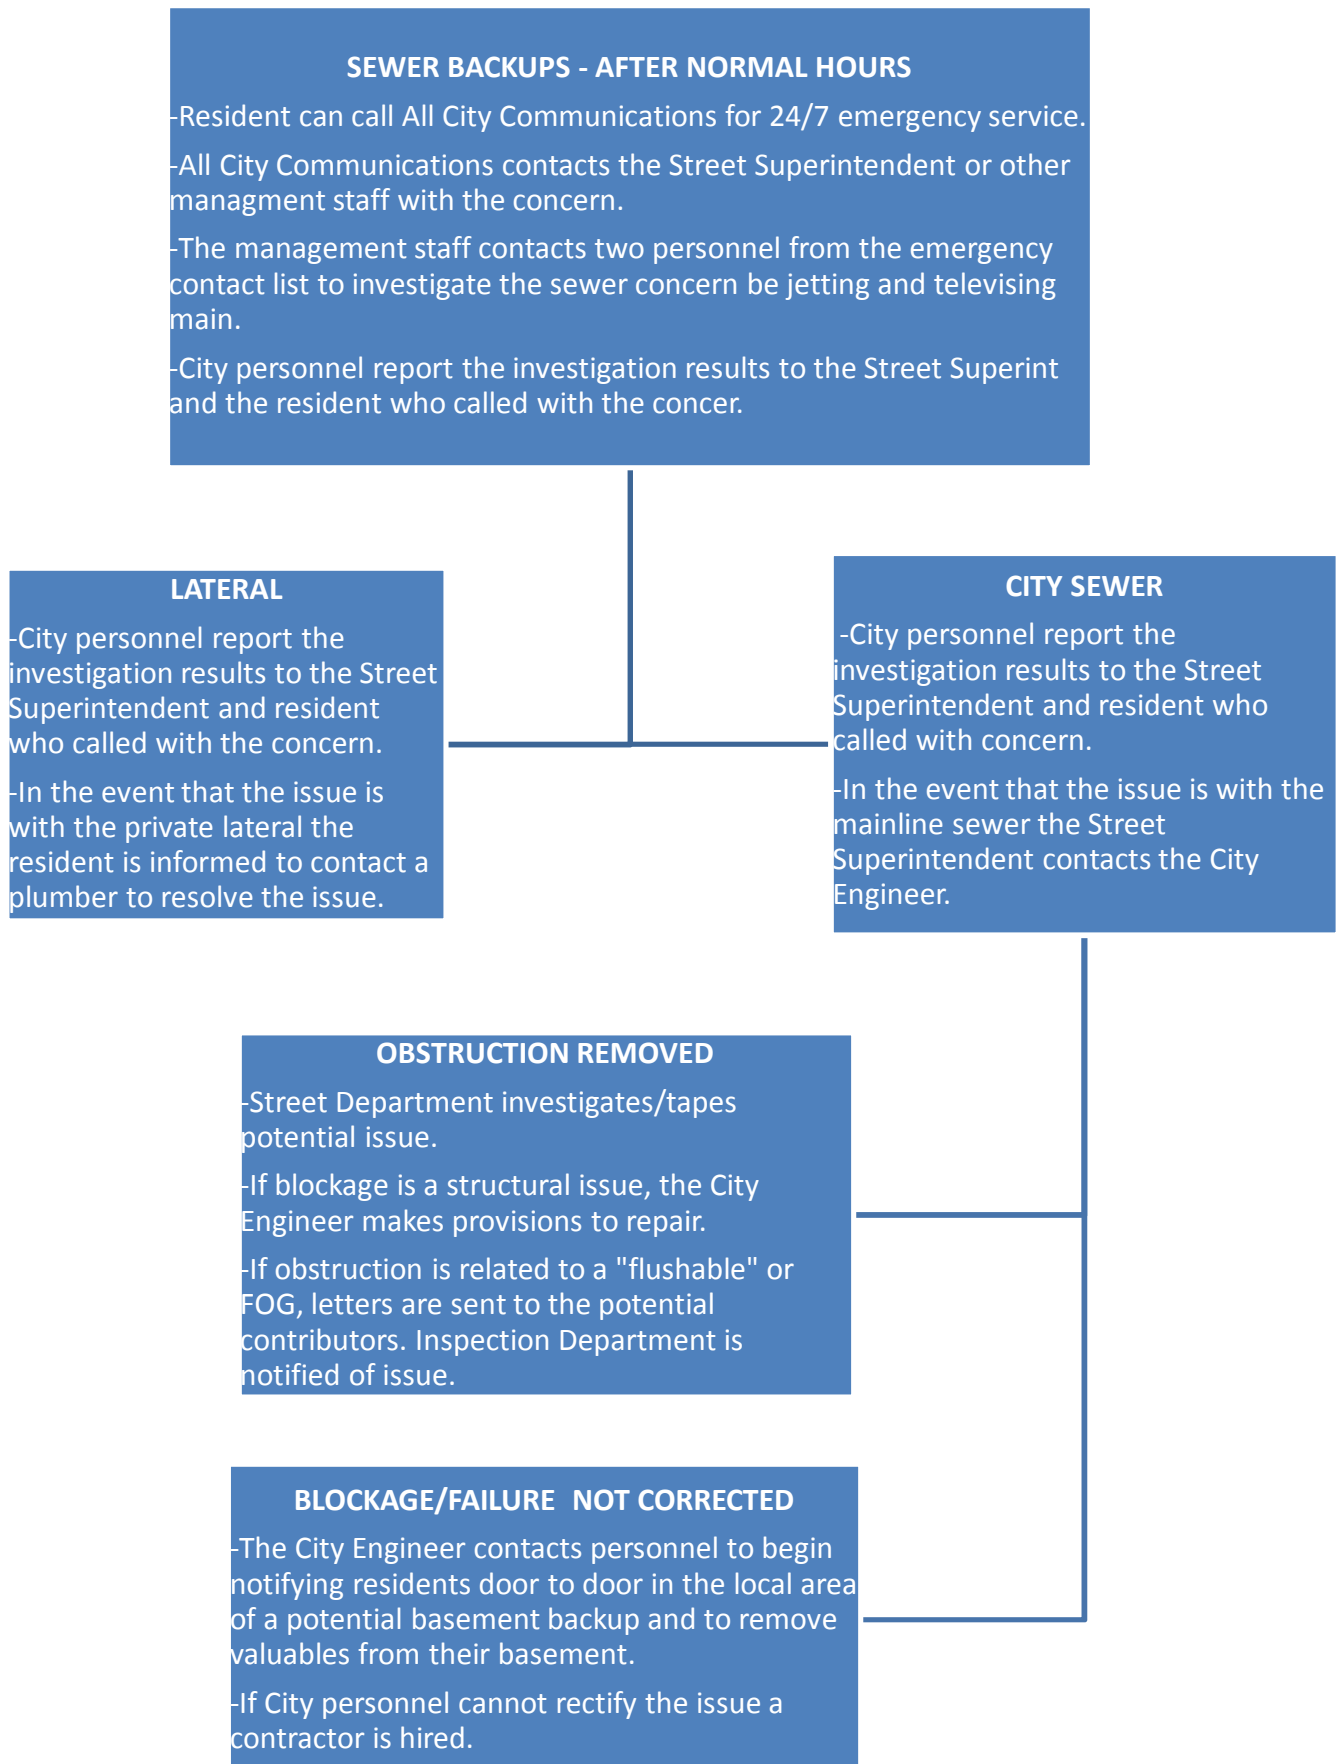 SEWER BACKUPS - AFTER NORMAL HOURS
-Resident can call All City Communications for 24/7 emergency service.
-All City Communications contacts the Street Superintendent or other
managment staff with the concern.
-The management staff contacts two personnel from the emergency
contact list to investigate the sewer concern be jetting and televising
main.
-City personnel report the investigation results to the Street Superint
and the resident who called with the concer.
LATERAL
-City personnel report the
investigation results to the Street
Superintendent and resident
who called with the concern.
-In the event that the issue is
with the private lateral the
resident is informed to contact a
plumber to resolve the issue.
CITY SEWER
-City personnel report the
investigation results to the Street
Superintendent and resident who
called with concern.
-In the event that the issue is with the
mainline sewer the Street
Superintendent contacts the City
Engineer.
OBSTRUCTION REMOVED
-Street Department investigates/tapes
potential issue.
-If blockage is a structural issue, the City
Engineer makes provisions to repair.
-If obstruction is related to a "flushable" or
FOG, letters are sent to the potential
contributors. Inspection Department is
notified of issue.
BLOCKAGE/FAILURE  NOT CORRECTED
-The City Engineer contacts personnel to begin
notifying residents door to door in the local area
of a potential basement backup and to remove
valuables from their basement.
-If City personnel cannot rectify the issue a
contractor is hired.